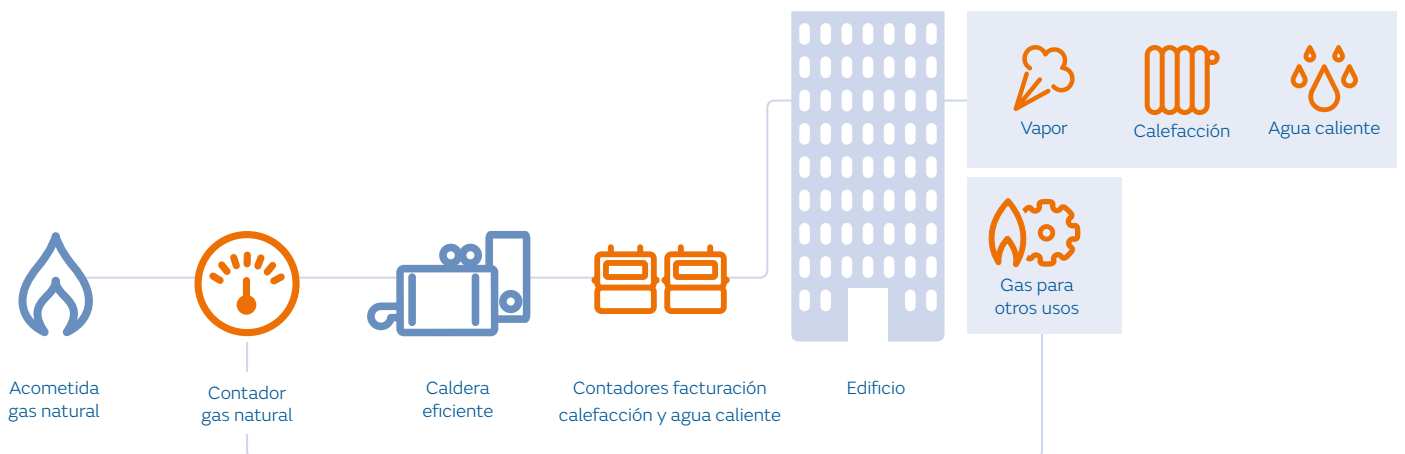 Vapor
Calefacción
Agua caliente
Gas para
otros usos
Acometida
gas natural
Contador
gas natural
Caldera
eficiente
Contadores facturación
calefacción y agua caliente
Edificio